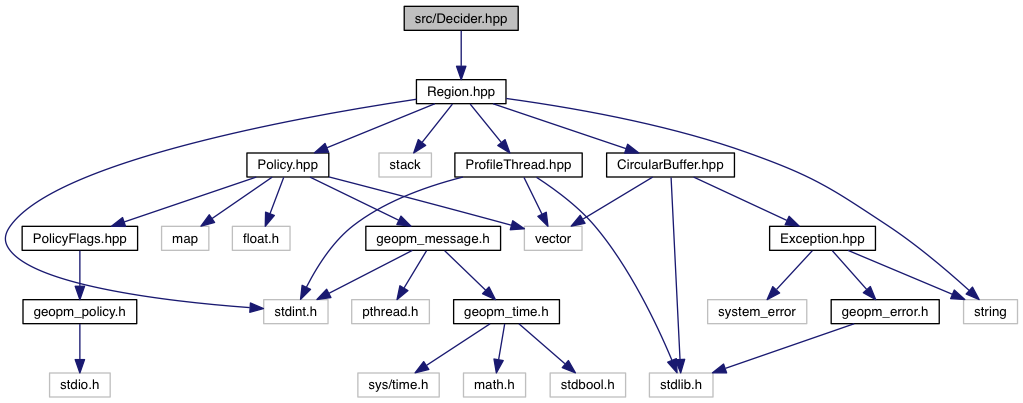 src/Decider.hpp
Region.hpp
Policy.hpp
stack
ProfileThread.hpp
CircularBuffer.hpp
PolicyFlags.hpp
map
float.h
geopm_message.h
vector
Exception.hpp
geopm_policy.h
stdint.h
pthread.h
geopm_time.h
system_error
geopm_error.h
string
stdio.h
sys/time.h
math.h
stdbool.h
stdlib.h